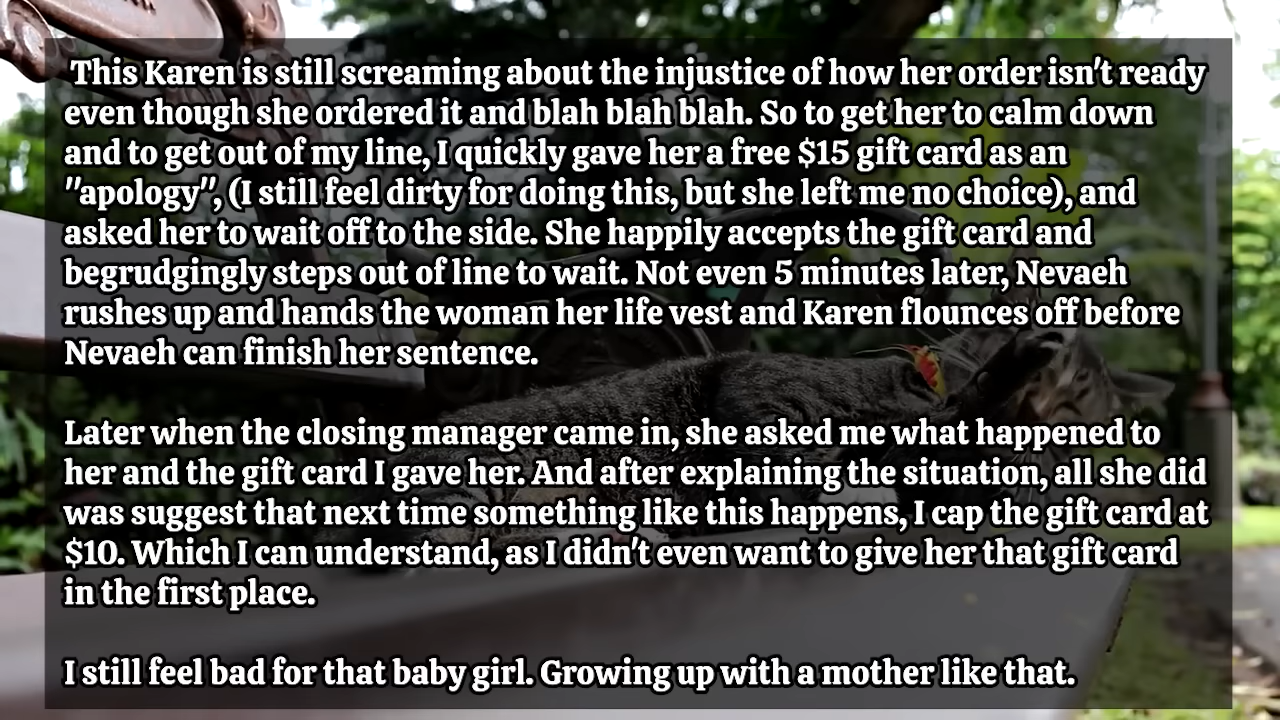 This Karen is still screaming about the injustice of how her order isn't ready
even though she ordered it and blah blah blah. So to get her to calm down
and to get out of my line, I quickly gave her a free $15 gift card as an
"apology", (I still feel dirty for doing this, but she left me no choice), and
asked her to wait off to the side. She happily accepts the gift card and
begrudgingly steps out of line to wait. Not even 5 minutes later, Nevaeh
rushes up and hands the woman her life vest and Karen flounces off before
Nevaeh can finish her sentence.
Later when the closing manager came in, she asked me what happened to
her and the gift card I gave her. And after explaining the situation, all she did
was suggest that next time something like this happens, I cap the gift card at
$10. Which I can understand, as I didn't even want to give her that gift card
in the first place.
I still feel bad for that baby girl. Growing up with a mother like that.